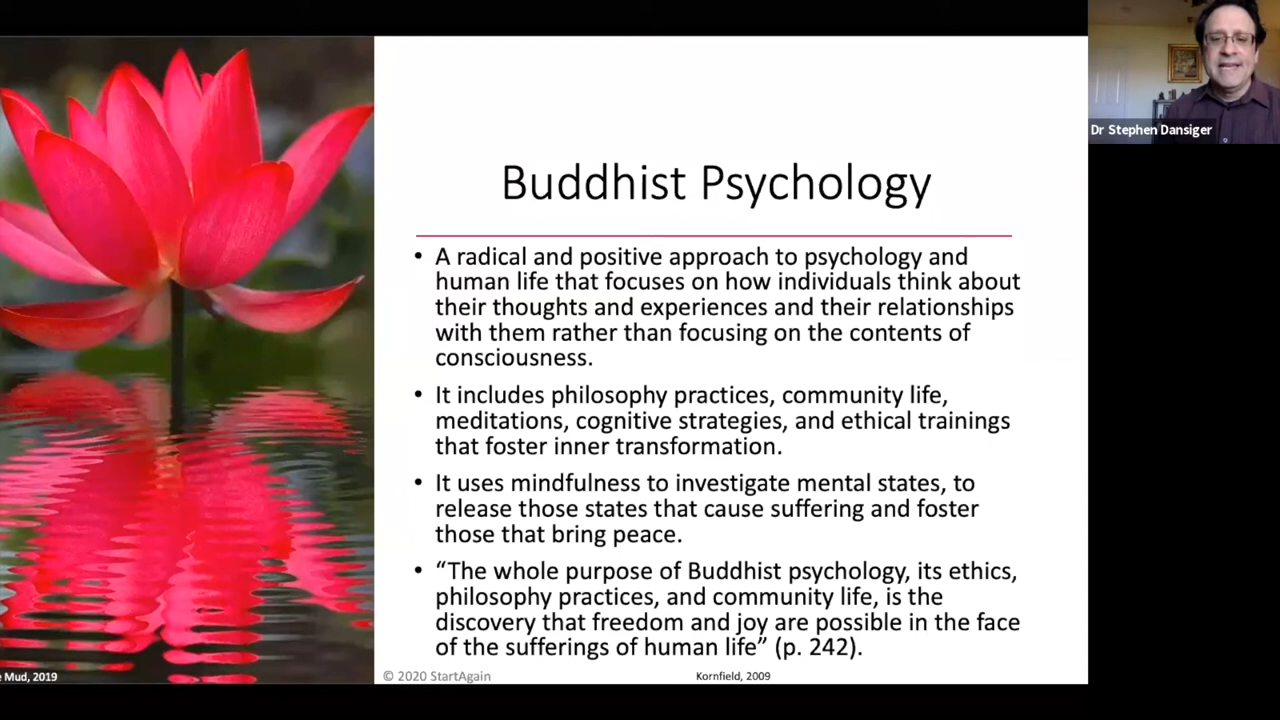 Dr Stephen Dansiger
Buddhist Psychology
• A radical and positive approach to psychology and
human life that focuses on how individuals think about
their thoughts and experiences and their relationships
with them rather than focusing on the contents of
consciousness.
• It includes philosophy practices, community life,
meditations, cognitive strategies, and ethical trainings
that foster inner transformation.
• It uses mindfulness to investigate mental states, to
release those states that cause suffering and foster
those that bring peace.
• “The whole purpose of Buddhist psychology, its ethics,
philosophy practices, and community life, is the
discovery that freedom and joy are possible in the face
of the sufferings of human life” (p. 242).
e Mud, 2019
© 2020 StartAgain
Kornfield, 2009